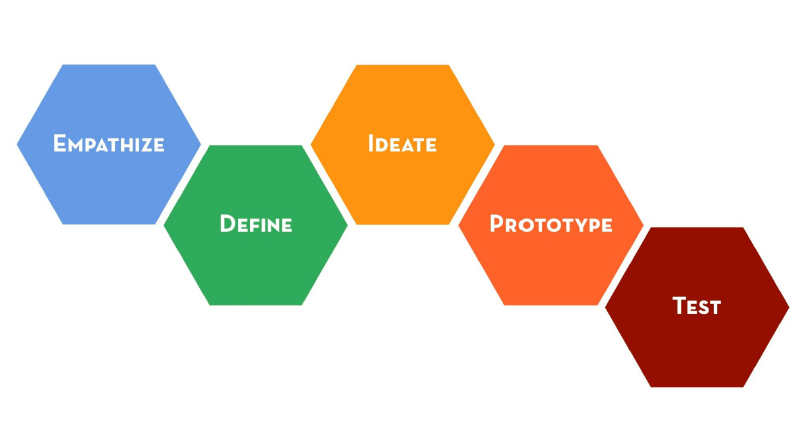 Empathize
Define
Ideate
Prototype
Test